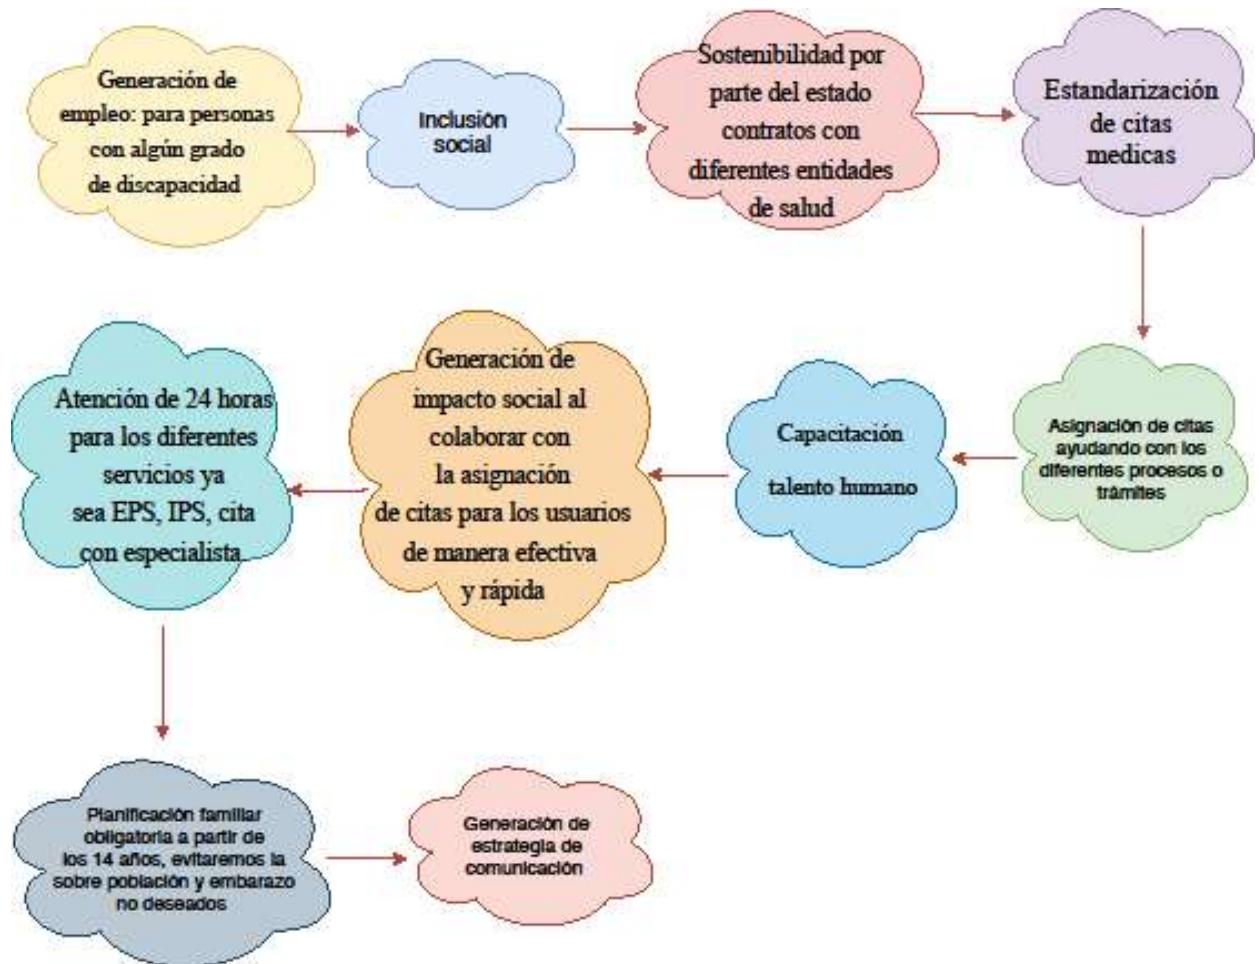 Generación de
empleo: para personas
con algún grado
de discapacidad
Inclusión
social
Sostenibilidad por
parte del estado
contratos con
diferentes entidades
de salud
Estandarización
de citas
medicas
Asignación de citas
ayudando con los
diferentes procesos o
trámites
Capacitación
talento humano
Generación de
impacto social al
colaborar con
la asignación
de citas para los usuarios
de manera efectiva
y rápida
Atención de 24 horas
para los diferentes
servicios ya
sea EPS, IPS, cita
con especialista.
Planificación familiar
obligatoria a partir de
los 14 años, evitaremos la
sobre población y embarazo
no deseados
Generación de
estrategia de
comunicación